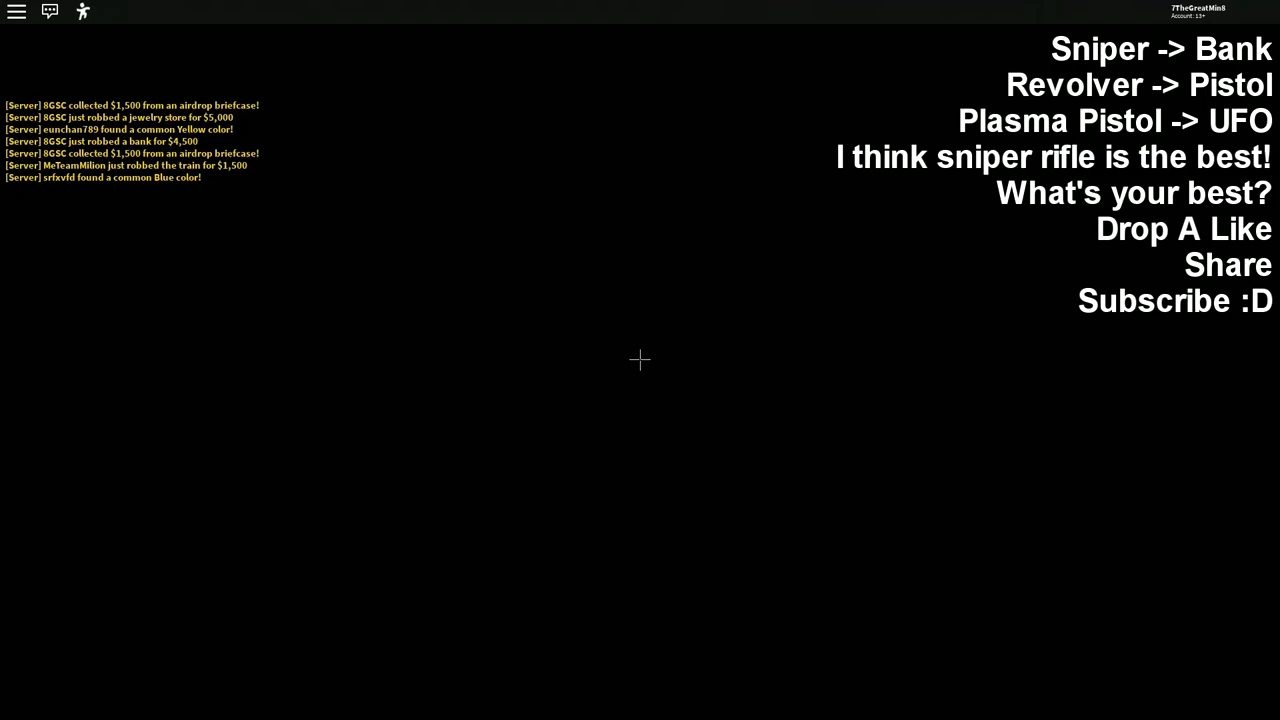 7TheGreatMin8
Account: 13+
Sniper -> Bank
Revolver -> Pistol
Plasma Pistol -> UFO
I think sniper rifle is the best!
What's your best?
Drop A Like
Share
Subscribe :D
[Server] 8GSC collected $1,500 from an airdrop briefcase!
[Server] 8GSC just robbed a jewelry store for $5,000
[Server] eunchan789 found a common Yellow color!
[Server] 8GSC just robbed a bank for $4,500
[Server] 8GSC collected $1,500 from an airdrop briefcase!
[Server] MeTeamMilion just robbed the train for $1,500
[Server] srfxvfd found a common Blue color!